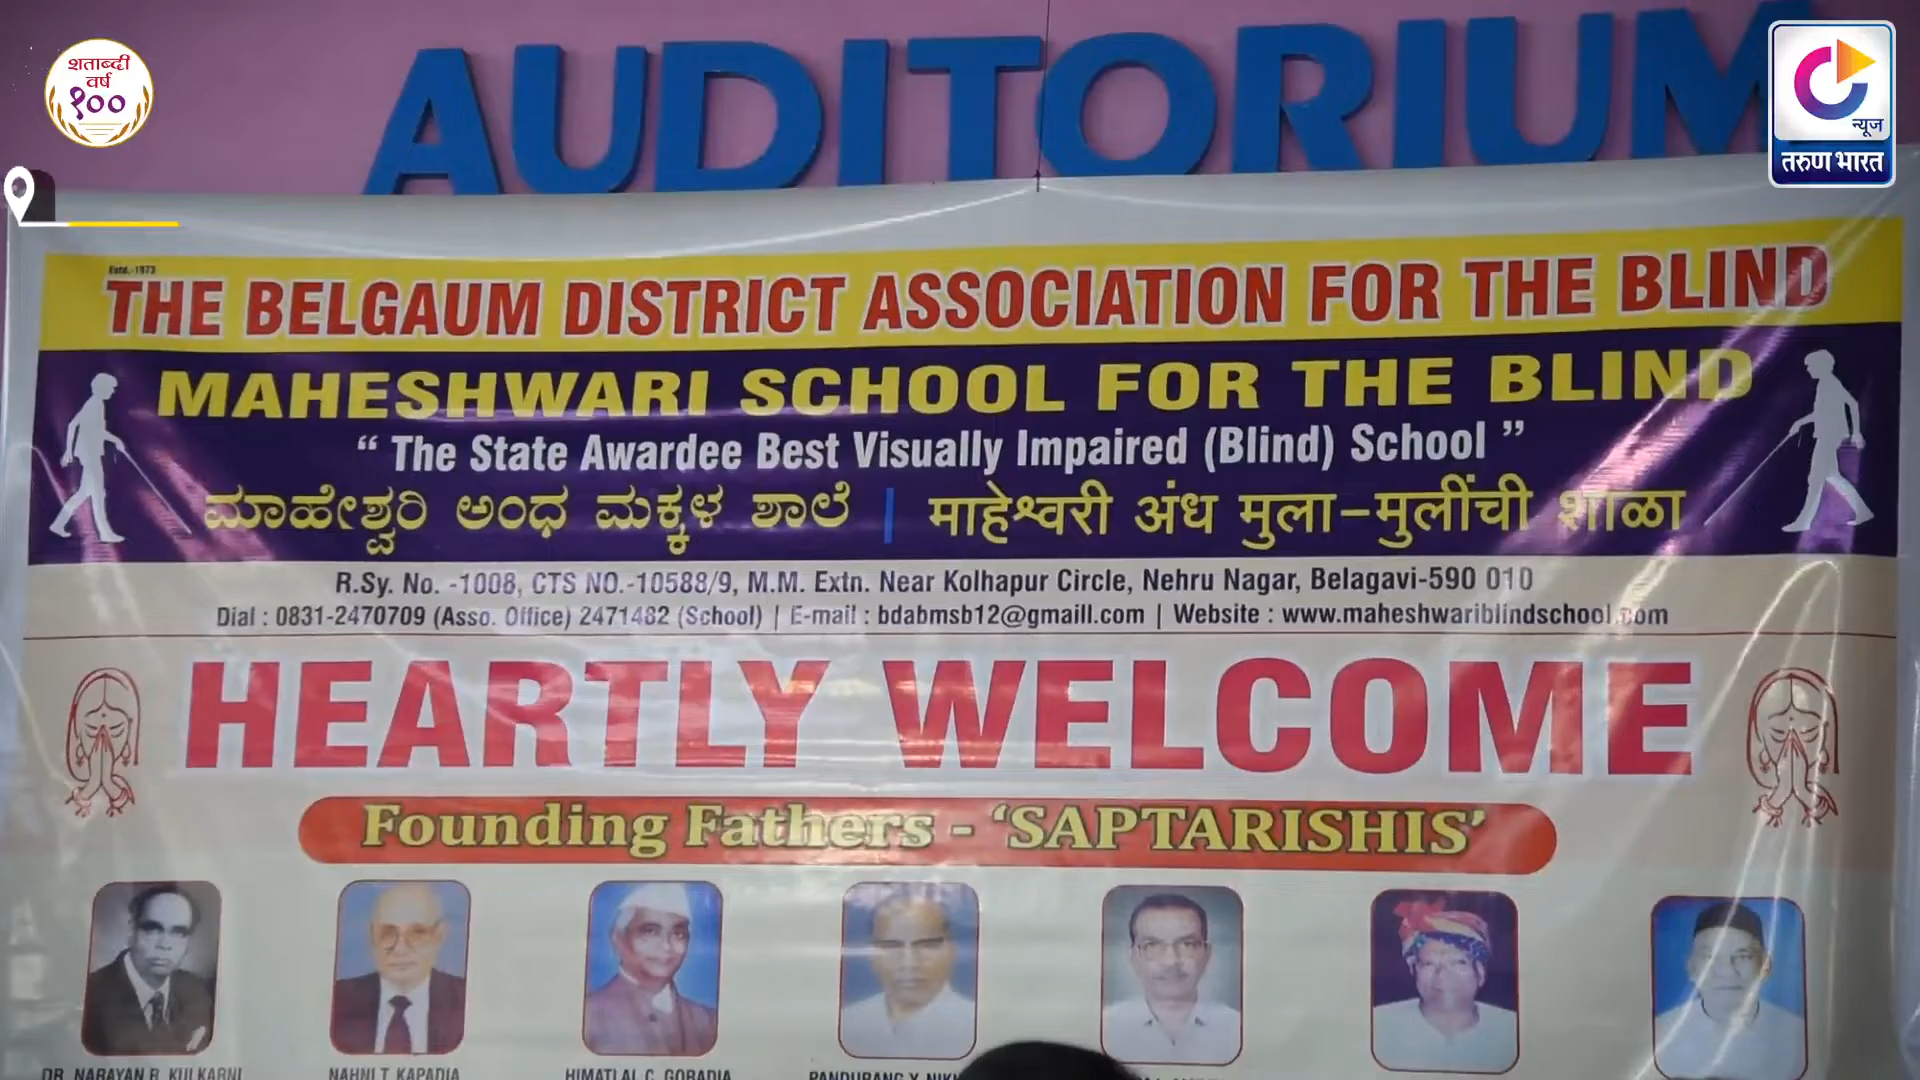 AUDITORIUM
शताब्दी
वर्ष
१००
न्यूज
तरुण भारत
Estd.-1973
THE BELGAUM DISTRICT ASSOCIATION FOR THE BLIND
MAHESHWARI SCHOOL FOR THE BLIND
“ The State Awardee Best Visually Impaired (Blind) School ”
ಮಾಹೇಶ್ವರಿ ಅಂಧ ಮಕ್ಕಳ ಶಾಲೆ | माहेश्वरी अंध मुला-मुलींची शाळा
R.Sy. No. -1008, CTS NO.-10588/9, M.M. Extn. Near Kolhapur Circle, Nehru Nagar, Belagavi-590 010
Dial : 0831-2470709 (Asso. Office) 2471482 (School) | E-mail : bdabmsb12@gmaill.com | Website : www.maheshwariblindschool.com
HEARTLY WELCOME
Founding Fathers - ‘SAPTARISHIS’
DR. NARAYAN R. KULKARNI NAHNI T. KAPADIA HIMATLAL C. GORADIA PANDURANG Y.